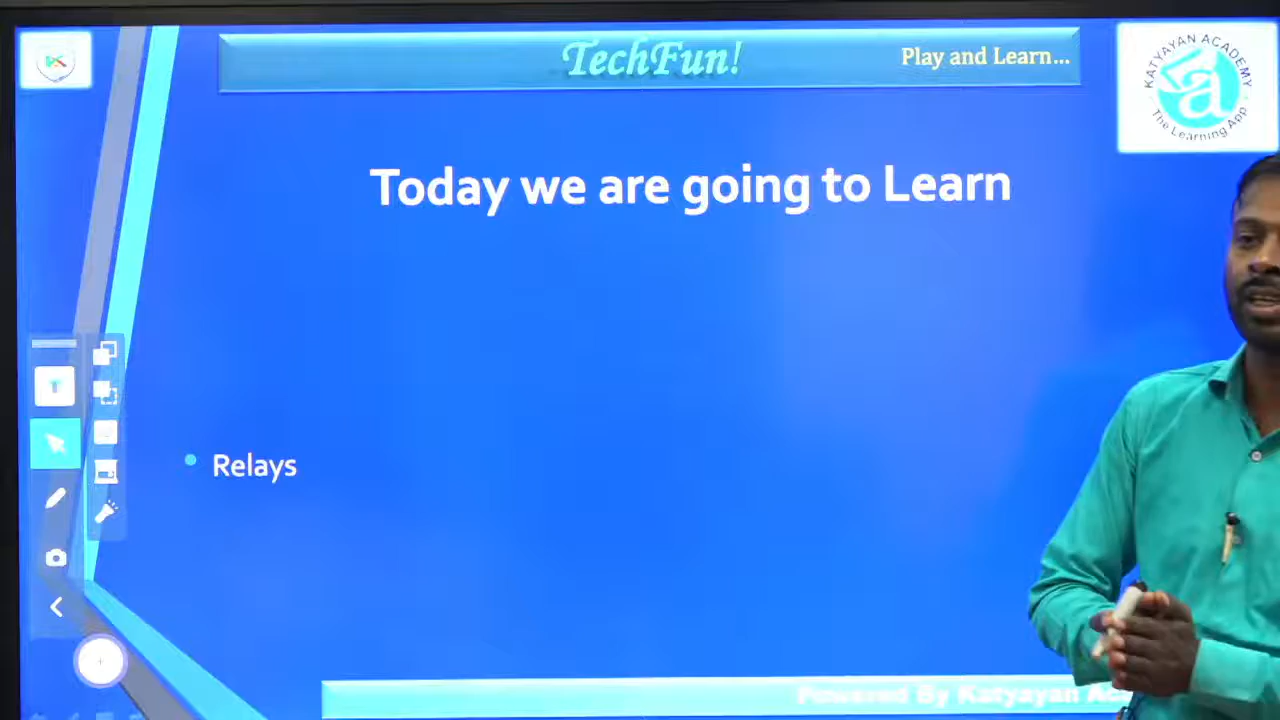 TechFun!
Play and Learn...
KATYAYAN ACADEMY
The Learning App
Today we are going to Learn
Relays
Powered By Katyayan